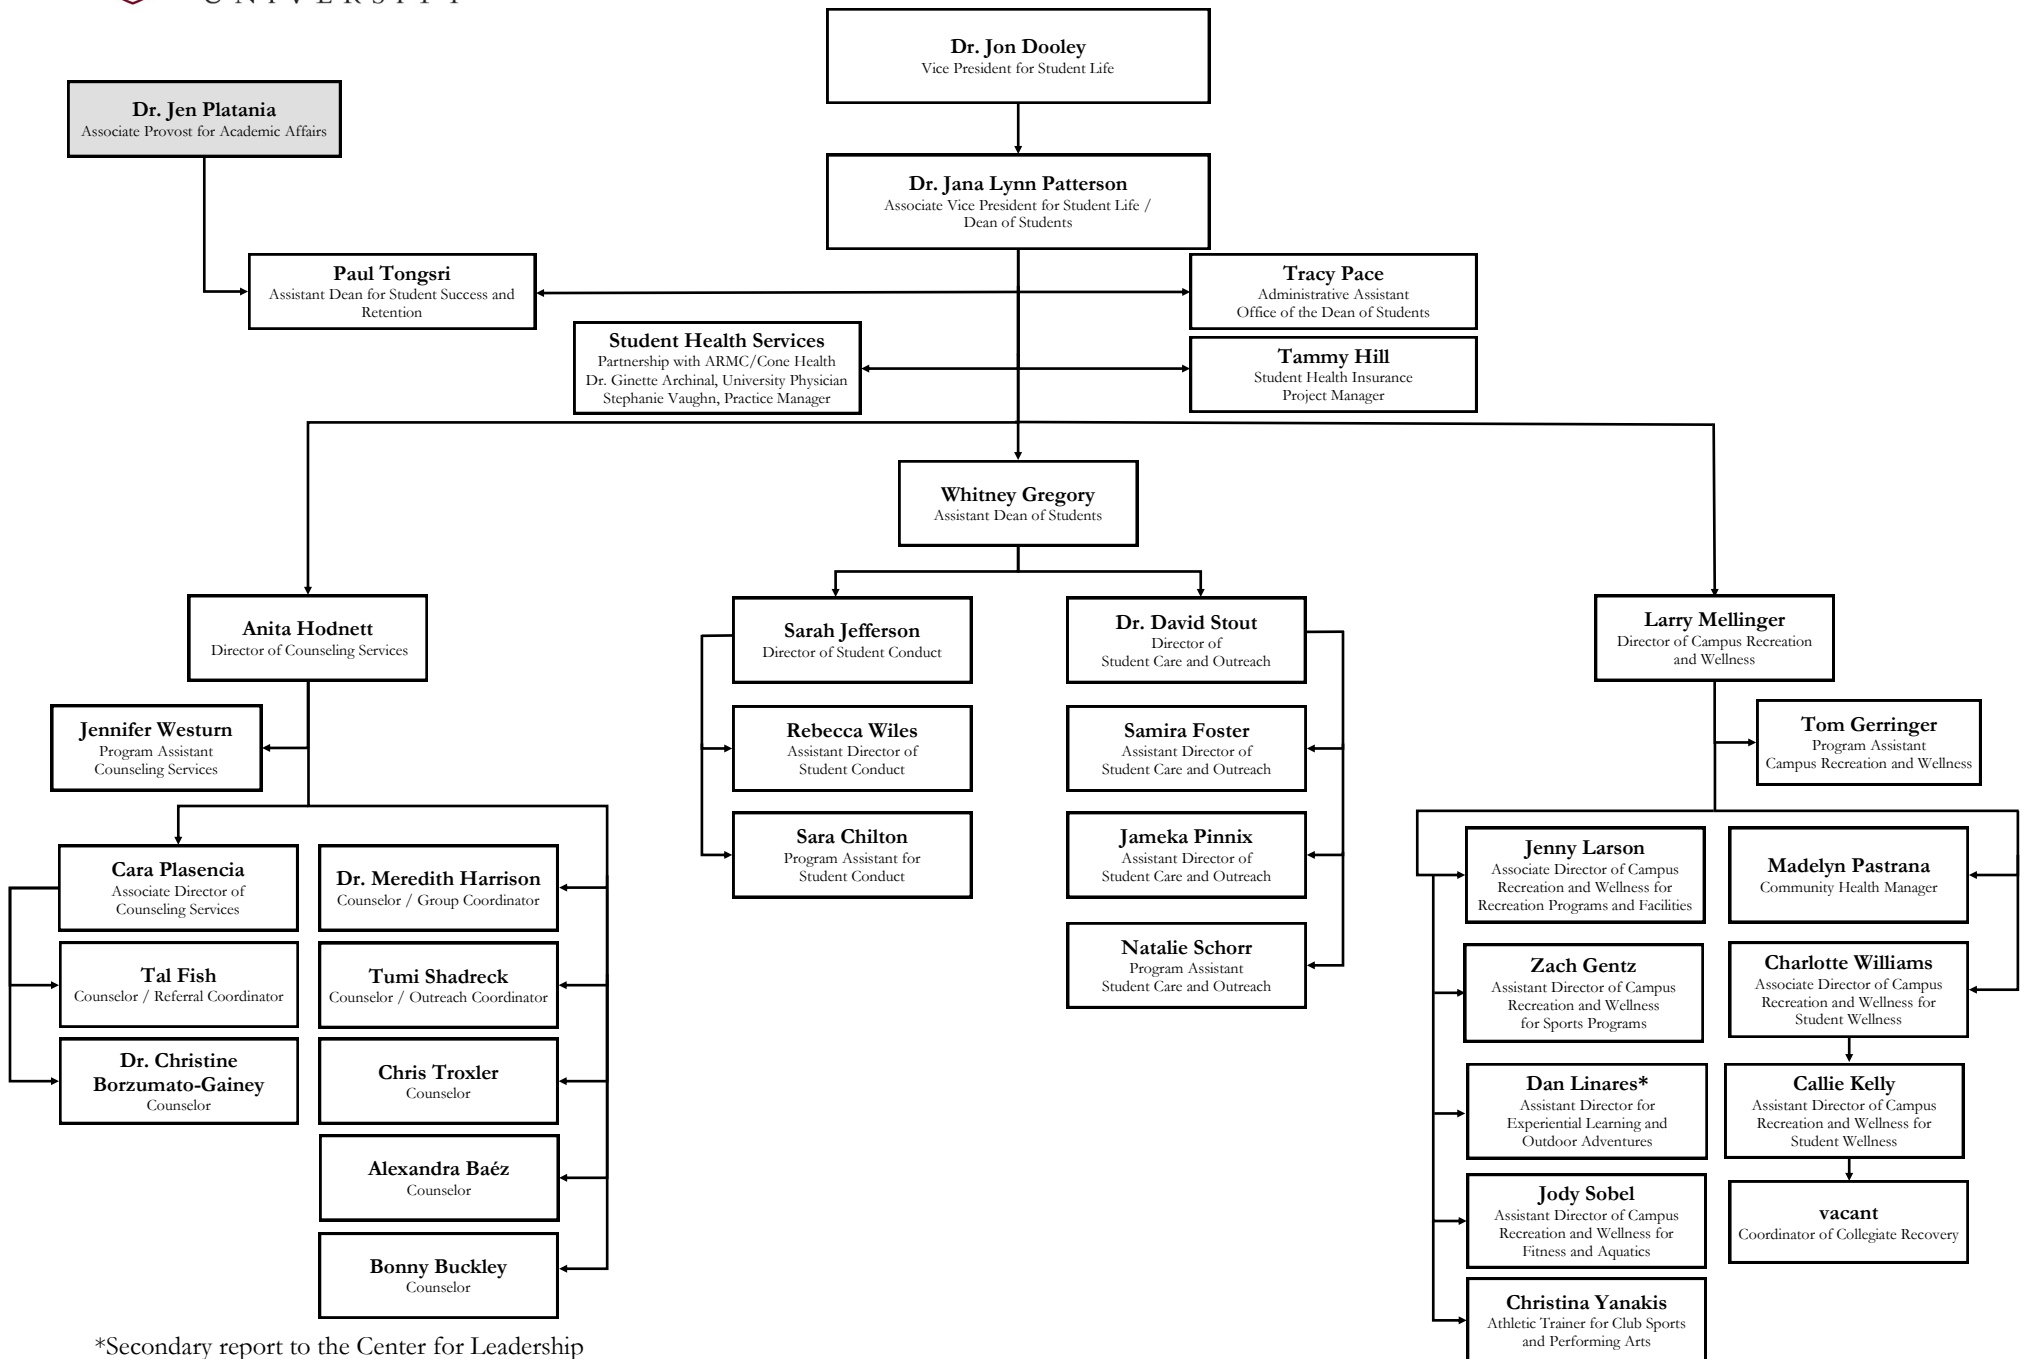 Dr. Jon Dooley
Vice President for Student Life
Dr. Jen Platania
Associate Provost for Academic Affairs
Dr. Jana Lynn Patterson
Associate Vice President for Student Life /
Dean of Students
Paul Tongsri
Assistant Dean for Student Success and
Retention
Tracy Pace
Administrative Assistant
Office of the Dean of Students
Student Health Services
Partnership with ARMC/Cone Health
Dr. Ginette Archinal, University Physician
Stephanie Vaughn, Practice Manager
Tammy Hill
Student Health Insurance
Project Manager
Whitney Gregory
Assistant Dean of Students
Anita Hodnett
Director of Counseling Services
Jennifer Westurn
Program Assistant
Counseling Services
Cara Plasencia
Associate Director of
Counseling Services
Tal Fish
Counselor / Referral Coordinator
Dr. Christine
Borzumato-Gainey
Counselor
Dr. Meredith Harrison
Counselor / Group Coordinator
Tumi Shadreck
Counselor / Outreach Coordinator
Chris Troxler
Counselor
Alexandra Baéz
Counselor
Bonny Buckley
Counselor
Sarah Jefferson
Director of Student Conduct
Rebecca Wiles
Assistant Director of
Student Conduct
Sara Chilton
Program Assistant for
Student Conduct
Dr. David Stout
Director of
Student Care and Outreach
Samira Foster
Assistant Director of
Student Care and Outreach
Jameka Pinnix
Assistant Director of
Student Care and Outreach
Natalie Schorr
Program Assistant
Student Care and Outreach
Larry Mellinger
Director of Campus Recreation
and Wellness
Tom Gerringer
Program Assistant
Campus Recreation and Wellness
Jenny Larson
Associate Director of Campus
Recreation and Wellness for
Recreation Programs and Facilities
Zach Gentz
Assistant Director of Campus
Recreation and Wellness
for Sports Programs
Dan Linares*
Assistant Director for
Experiential Learning and
Outdoor Adventures
Jody Sobel
Assistant Director of Campus
Recreation and Wellness for
Fitness and Aquatics
Christina Yanakis
Athletic Trainer for Club Sports
and Performing Arts
Madelyn Pastrana
Community Health Manager
Charlotte Williams
Associate Director of Campus
Recreation and Wellness for
Student Wellness
Callie Kelly
Assistant Director of Campus
Recreation and Wellness for
Student Wellness
vacant
Coordinator of Collegiate Recovery
*Secondary report to the Center for Leadership